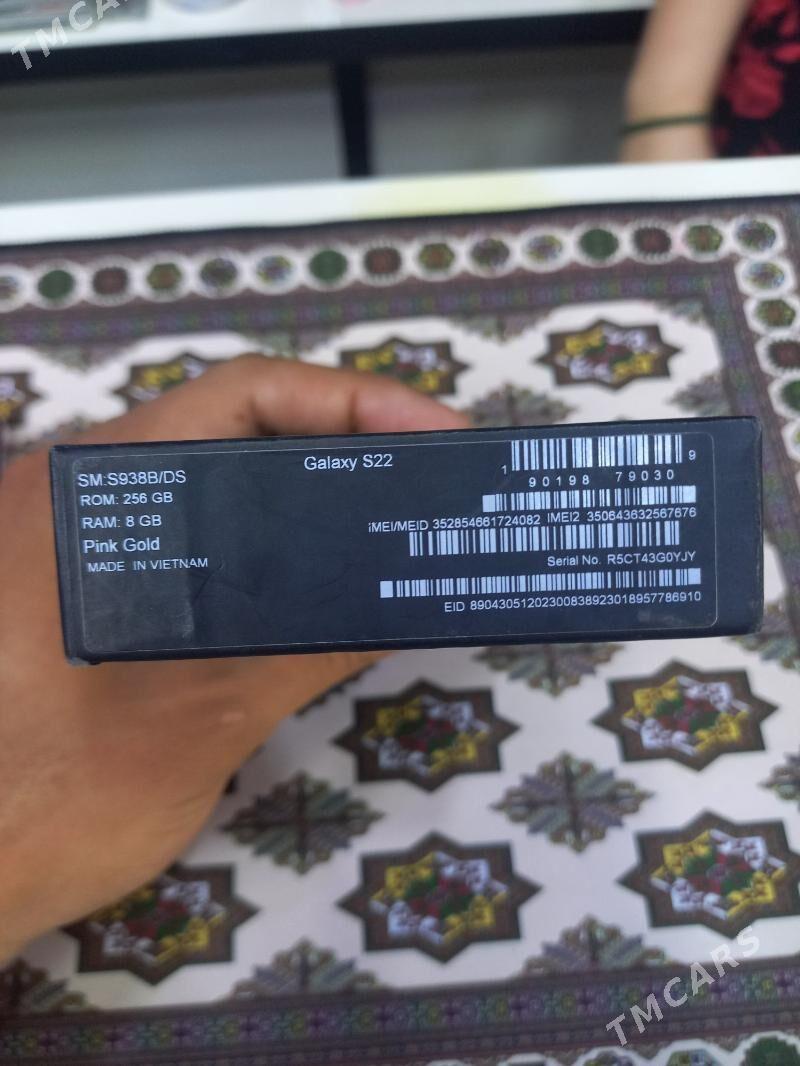 TMCARS
SM:S938B/DS
ROM: 256 GB
RAM: 8 GB
Pink Gold
MADE IN VIETNAM
Galaxy S22
1 90198 79030 9
iMEI/MEID 352854661724082 IMEI2 350643632567676
Serial No. R5CT43G0YJY
EID 89043051202300838923018957786910
TMCARS